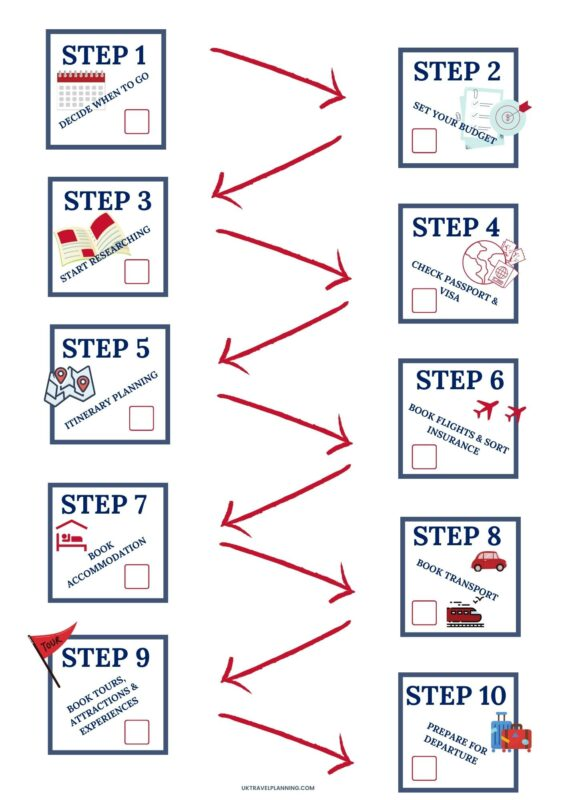 STEP 1
DECIDE WHEN TO GO
STEP 2
SET YOUR BUDGET
STEP 3
START RESEARCHING
STEP 4
CHECK PASSPORT &
VISA
STEP 5
ITINERARY PLANNING
STEP 6
BOOK FLIGHTS & SORT
INSURANCE
STEP 7
BOOK
ACCOMMODATION
STEP 8
BOOK TRANSPORT
TOUR
STEP 9
BOOK TOURS,
ATTRACTIONS &
EXPERIENCES
STEP 10
PREPARE FOR
DEPARTURE
UKTRAVELPLANNING.COM